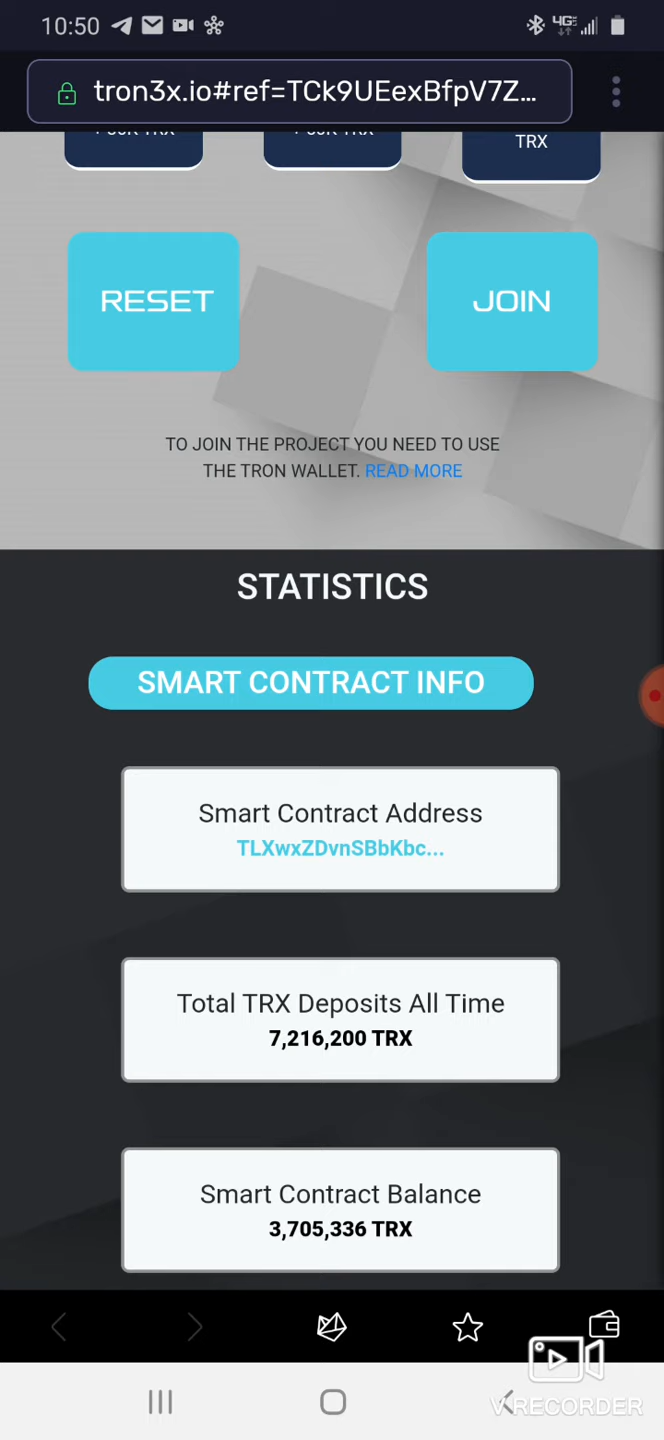 10:50
4GE
tron3x.io#ref=TCk9UEexBfpV7Z...
TRX
RESET
JOIN
TO JOIN THE PROJECT YOU NEED TO USE
THE TRON WALLET. READ MORE
STATISTICS
SMART CONTRACT INFO
Smart Contract Address
TLXwxZDvnSBbKbc...
Total TRX Deposits All Time
7,216,200 TRX
Smart Contract Balance
3,705,336 TRX
VRECORDER